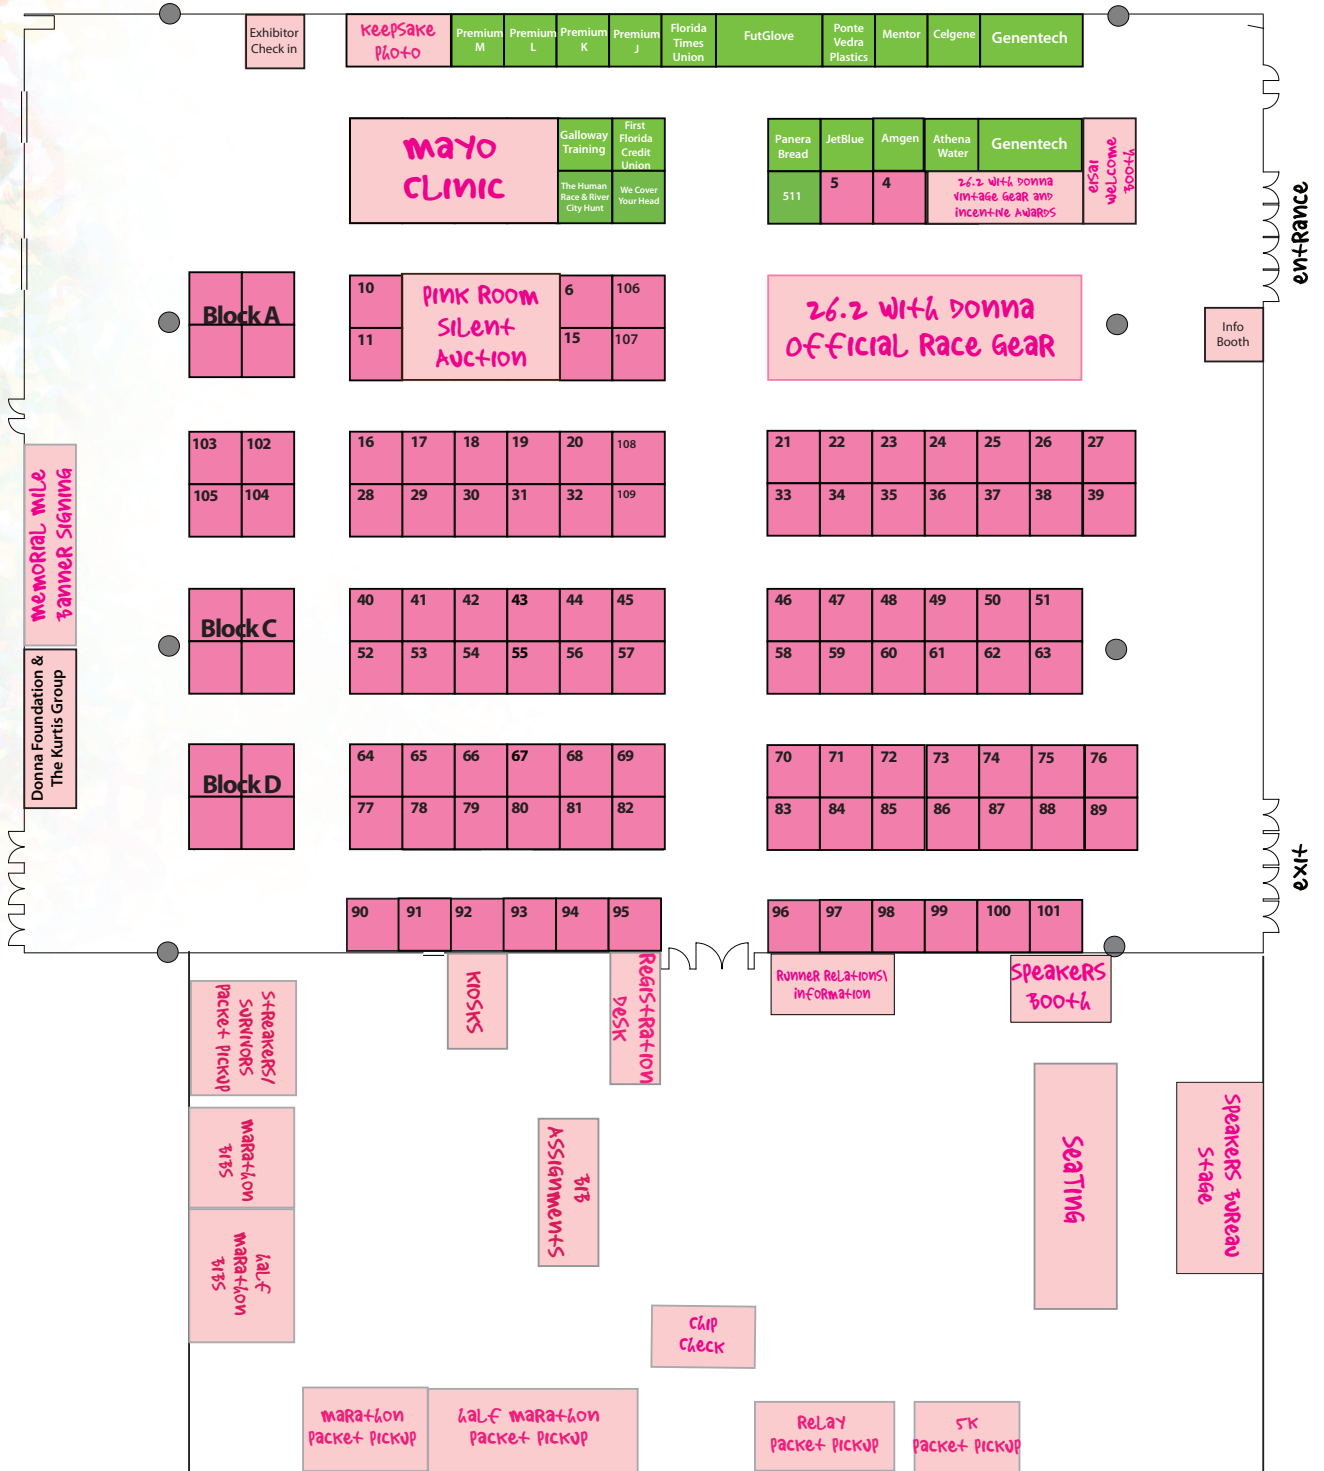 Exhibitor
Check in
Keepsake
Photo
Premium
M
Premium
L
Premium
K
Premium
J
Florida
Times
Union
FutGlove
Ponte
Vedra
Plastics
Mentor
Celgene
Genentech
Mayo
Clinic
Galloway
Training
First
Florida
Credit
Union
The Human
Race & River
City Hunt
We Cover
Your Head
Panera
Bread
JetBlue
Amgen
Athena
Water
Genentech
511
5
4
26.2 with Donna
Vintage Gear and
Incentive Awards
Eisai
Welcome
Booth
Entrance
Block A
10
11
Pink Room
Silent
Auction
6
106
15
107
26.2 with Donna
Official Race Gear
Info
Booth
103
102
105
104
16
17
18
19
20
108
28
29
30
31
32
109
21
22
23
24
25
26
27
33
34
35
36
37
38
39
Memorial Mile
Banner Signing
Donna Foundation &
The Kurtis Group
Block C
40
41
42
43
44
45
52
53
54
55
56
57
46
47
48
49
50
51
58
59
60
61
62
63
Block D
64
65
66
67
68
69
77
78
79
80
81
82
70
71
72
73
74
75
76
83
84
85
86
87
88
89
Exit
90
91
92
93
94
95
96
97
98
99
100
101
Streakers/
Survivors
Packet Pickup
Kiosks
Registration
Desk
Runner Relations\
Information
Speakers
Booth
Marathon
Bibs
Half
Marathon
Bibs
Bib
Assignments
Seating
Speakers Bureau
Stage
Chip
Check
Marathon
Packet Pickup
Half Marathon
Packet Pickup
Relay
Packet Pickup
5K
Packet Pickup